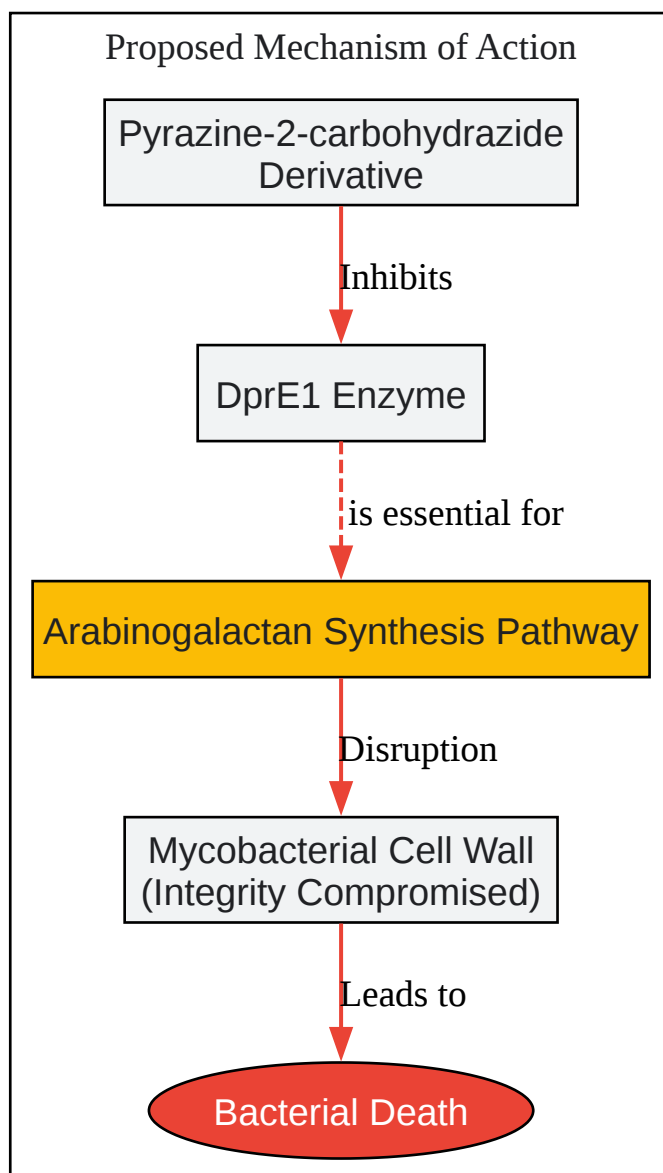 Proposed Mechanism of Action
Pyrazine-2-carbohydrazide
Derivative
Inhibits
DprE1 Enzyme
is essential for
Arabinogalactan Synthesis Pathway
Disruption
Mycobacterial Cell Wall
(Integrity Compromised)
Leads to
Bacterial Death